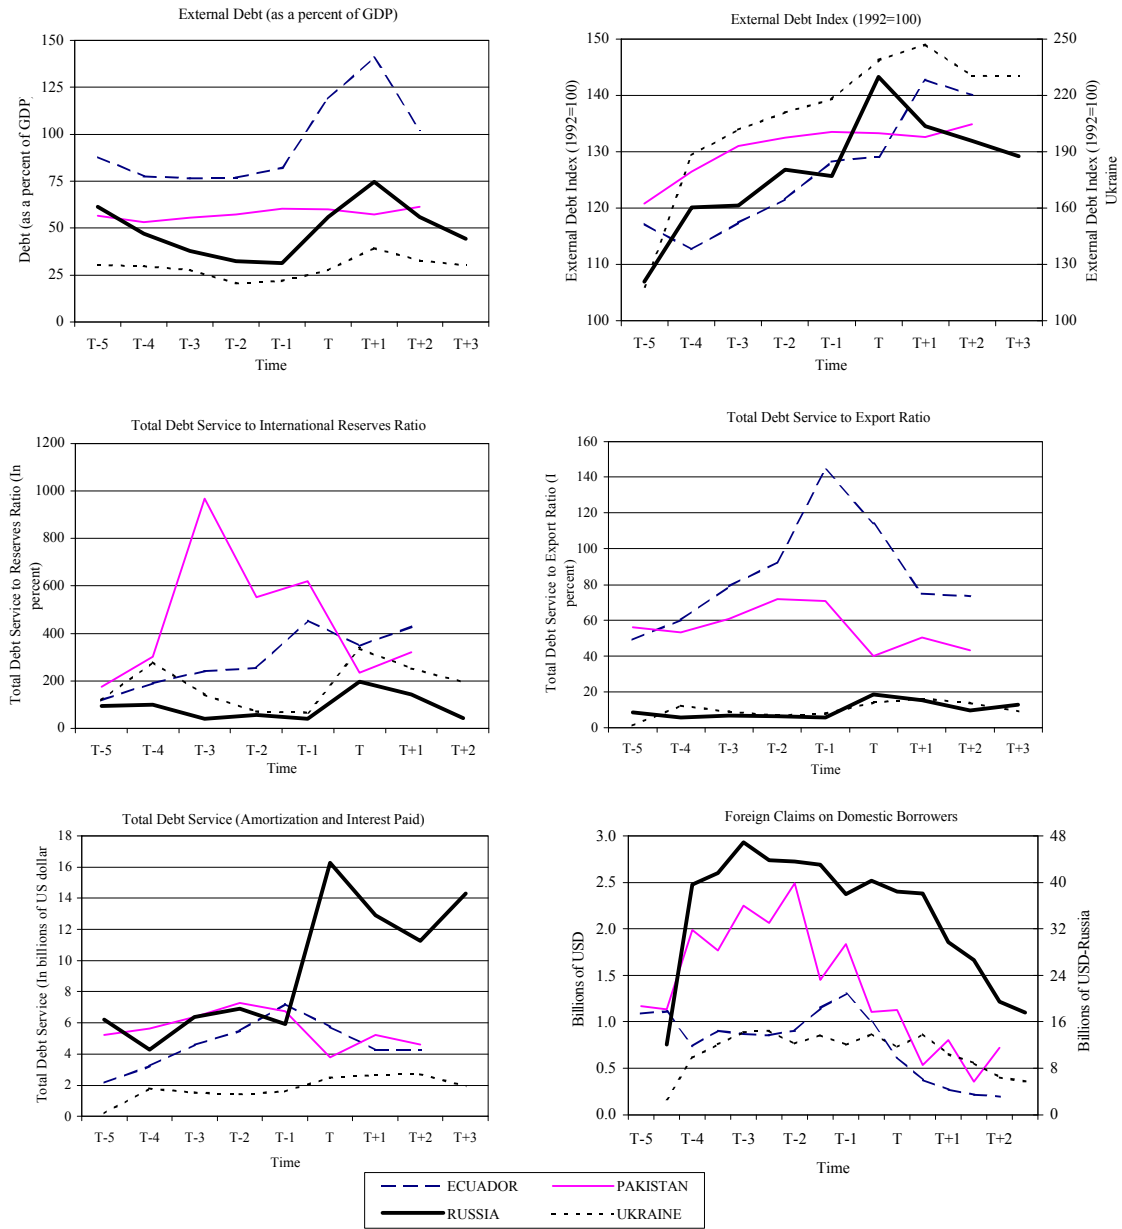 External Debt (as a percent of GDP)
150
125
100
75
50
25
0
Debt (as a percent of GDP)
T-5 T-4 T-3 T-2 T-1 T T+1 T+2 T+3
Time
External Debt Index (1992=100)
150
140
130
120
110
100
External Debt Index (1992=100)
250
220
190
160
130
100
External Debt Index (1992=100)
Ukraine
T-5 T-4 T-3 T-2 T-1 T T+1 T+2 T+3
Time
Total Debt Service to International Reserves Ratio
1200
1000
800
600
400
200
0
Total Debt Service to Reserves Ratio (In
percent)
T-5 T-4 T-3 T-2 T-1 T T+1 T+2
Time
Total Debt Service to Export Ratio
160
140
120
100
80
60
40
20
0
Total Debt Service to Export Ratio (I
percent)
T-5 T-4 T-3 T-2 T-1 T T+1 T+2 T+3
Time
Total Debt Service (Amortization and Interest Paid)
18
16
14
12
10
8
6
4
2
0
Total Debt Service (In billions of US dollar
T-5 T-4 T-3 T-2 T-1 T T+1 T+2 T+3
Time
Foreign Claims on Domestic Borrowers
3.0
2.5
2.0
1.5
1.0
0.5
0.0
Billions of USD
48
40
32
24
16
8
0
Billions of USD-Russia
T-5 T-4 T-3 T-2 T-1 T T+1 T+2
Time
ECUADOR PAKISTAN
RUSSIA UKRAINE